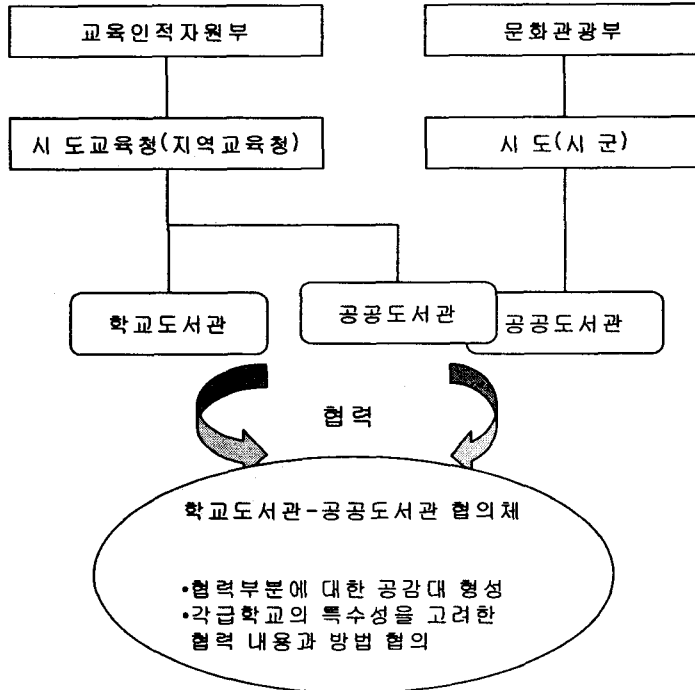 교육인적자원부
문화관광부
시 도교육청(지역교육청)
시 도(시 군)
학교도서관
공공도서관
공공도서관
협력
학교도서관-공공도서관 협의체
•협력부분에 대한 공감대 형성
•각급학교의 특수성을 고려한
협력 내용과 방법 협의